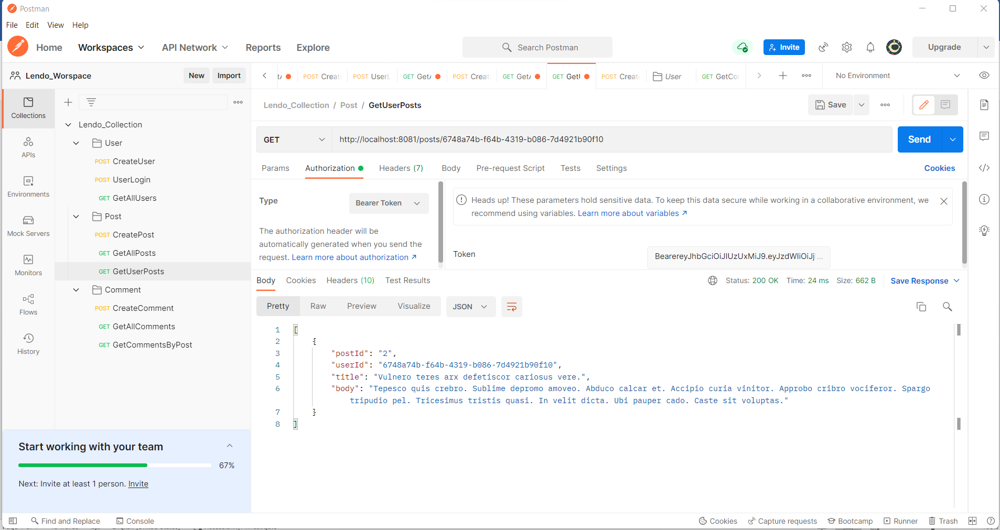 Postman
File Edit View Help
Home Workspaces API Network Reports Explore Search Postman Invite Upgrade
Lendo_Worspace New Import
POST Creat POST UserL GET GetA POST Creat GET GetA GET GetU POST Creat User GET GetCo No Environment
Collections
APIs
Environments
Mock Servers
Monitors
Flows
History
Lendo_Collection
User
POST CreateUser
POST UserLogin
GET GetAllUsers
Post
POST CreatePost
GET GetAllPosts
GET GetUserPosts
Comment
POST CreateComment
GET GetAllComments
GET GetCommentsByPost
Start working with your team
67%
Next: Invite at least 1 person. Invite
Lendo_Collection / Post / GetUserPosts Save
GET http://localhost:8081/posts/6748a74b-f64b-4319-b086-7d4921b90f10 Send
Params Authorization Headers (7) Body Pre-request Script Tests Settings Cookies
Type Bearer Token
The authorization header will be
automatically generated when you send the
request. Learn more about authorization ↗
Heads up! These parameters hold sensitive data. To keep this data secure while working in a collaborative environment, we
recommend using variables. Learn more about variables ↗
Token BearereyJhbGciOiJIUzUxMiJ9.eyJzdWIiOiJj...
Body Cookies Headers (10) Test Results Status: 200 OK Time: 24 ms Size: 662 B Save Response
Pretty Raw Preview Visualize JSON
1 [
2 {
3 "postId": "2",
4 "userId": "6748a74b-f64b-4319-b086-7d4921b90f10",
5 "title": "Vulnero teres arx defetiscor cariosus vere.",
6 "body": "Tepesco quis crebro. Sublime depromo amoveo. Abduco calcar et. Accipio curia vinitor. Approbo cribro vociferor. Spargo
tripudio pel. Tricesimus tristis quasi. In velit dicta. Ubi pauper cado. Caste sit voluptas."
7 }
8 ]
Find and Replace Console Cookies Capture requests Bootcamp Runner Trash